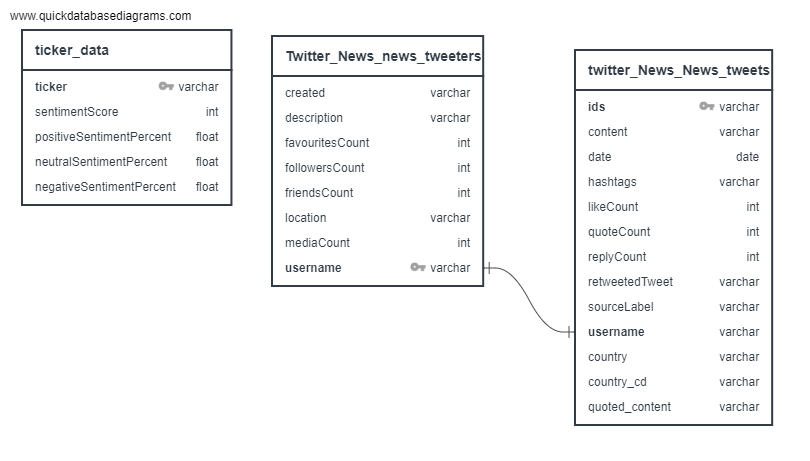 www.quickdatabasediagrams.com
ticker_data
ticker varchar
sentimentScore int
positiveSentimentPercent float
neutralSentimentPercent float
negativeSentimentPercent float
Twitter_News_news_tweeters
created varchar
description varchar
favouritesCount int
followersCount int
friendsCount int
location varchar
mediaCount int
username varchar
twitter_News_News_tweets
ids varchar
content varchar
date date
hashtags varchar
likeCount int
quoteCount int
replyCount int
retweetedTweet varchar
sourceLabel varchar
username varchar
country varchar
country_cd varchar
quoted_content varchar